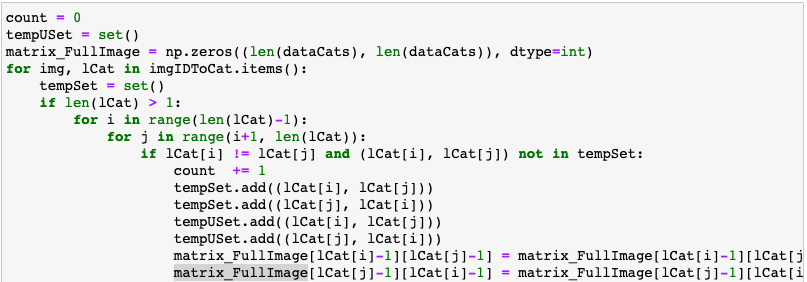 count = 0
tempUSet = set()
matrix_FullImage = np.zeros((len(dataCats), len(dataCats)), dtype=int)
for img, lCat in imgIDToCat.items():
    tempSet = set()
    if len(lCat) > 1:
        for i in range(len(lCat)-1):
            for j in range(i+1, len(lCat)):
                if lCat[i] != lCat[j] and (lCat[i], lCat[j]) not in tempSet:
                    count  += 1
                    tempSet.add((lCat[i], lCat[j]))
                    tempSet.add((lCat[j], lCat[i]))
                    tempUSet.add((lCat[i], lCat[j]))
                    tempUSet.add((lCat[j], lCat[i]))
                    matrix_FullImage[lCat[i]-1][lCat[j]-1] = matrix_FullImage[lCat[i]-1][lCat[j
                    matrix_FullImage[lCat[j]-1][lCat[i]-1] = matrix_FullImage[lCat[j]-1][lCat[i